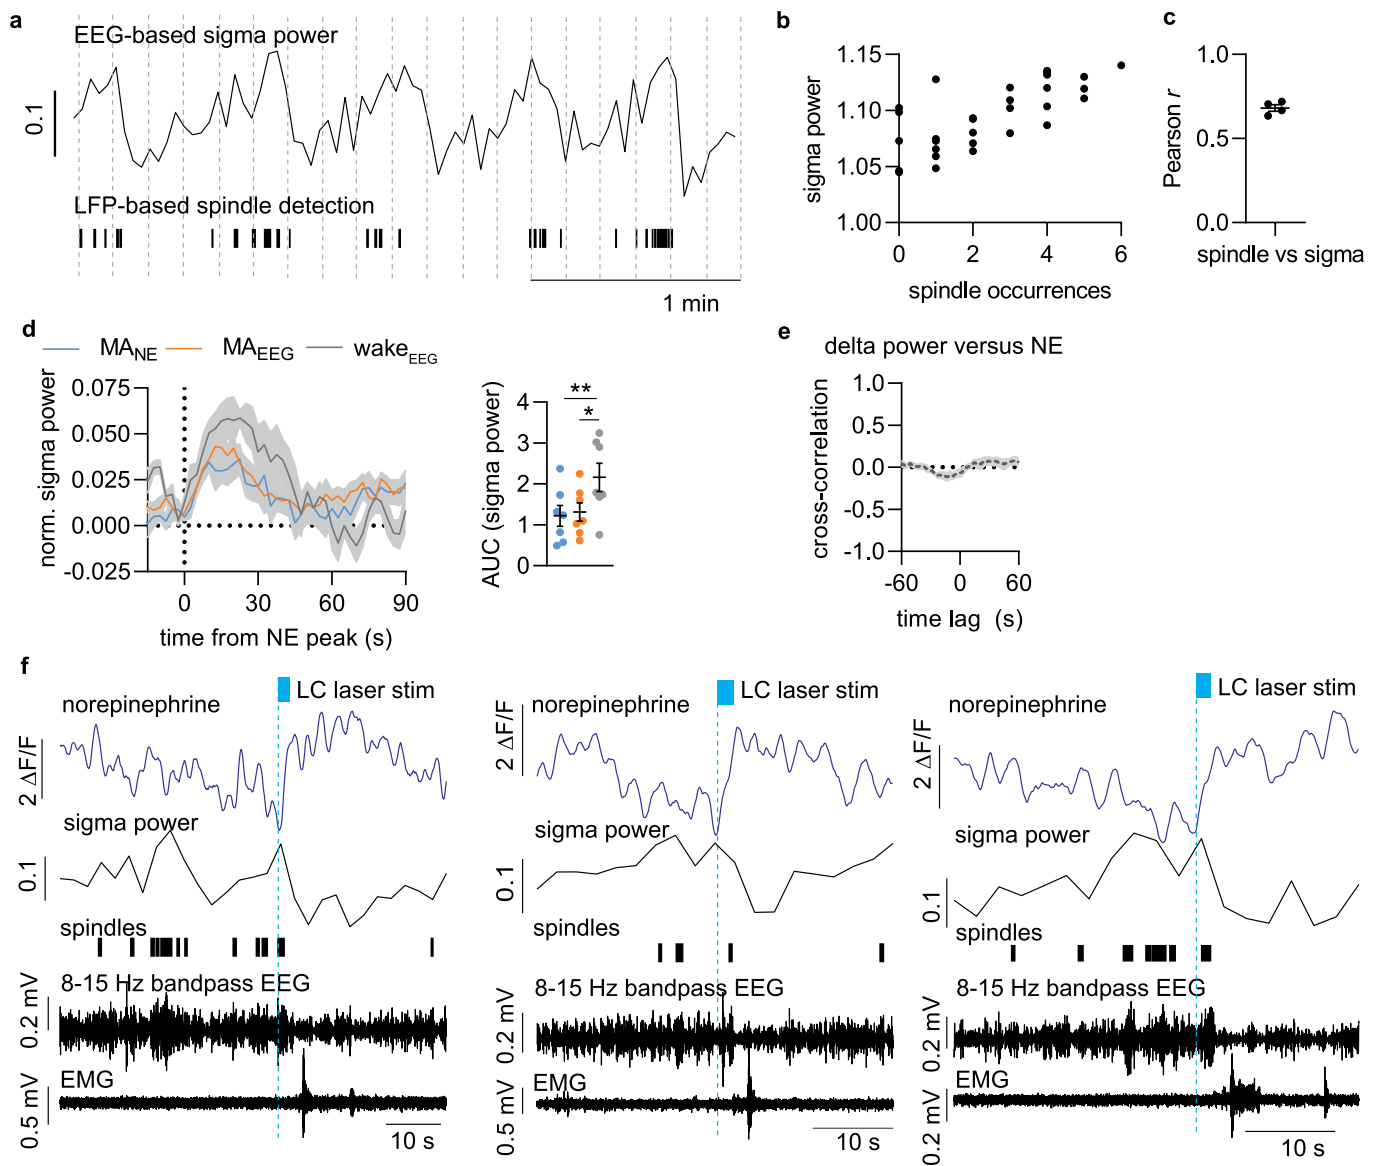 a
EEG-based sigma power
0.1
LFP-based spindle detection
1 min
b
sigma power
1.15
1.10
1.05
1.00
0 2 4 6
spindle occurrences
c
Pearson r
1.0
0.5
0.0
spindle vs sigma
d
MA_NE MA_EEG wake_EEG
norm. sigma power
0.075
0.050
0.025
0.000
-0.025
0 30 60 90
time from NE peak (s)
AUC (sigma power)
4
3
2
1
0
**
*
e
delta power versus NE
cross-correlation
1.0
0.5
0.0
-0.5
-1.0
-60 0 60
time lag (s)
f
LC laser stim
norepinephrine
2 ΔF/F
sigma power
0.1
spindles
8-15 Hz bandpass EEG
0.2 mV
EMG
0.5 mV
10 s
LC laser stim
norepinephrine
2 ΔF/F
sigma power
0.1
spindles
8-15 Hz bandpass EEG
0.2 mV
EMG
0.5 mV
10 s
LC laser stim
norepinephrine
2 ΔF/F
sigma power
0.1
spindles
8-15 Hz bandpass EEG
0.2 mV
EMG
0.2 mV
10 s